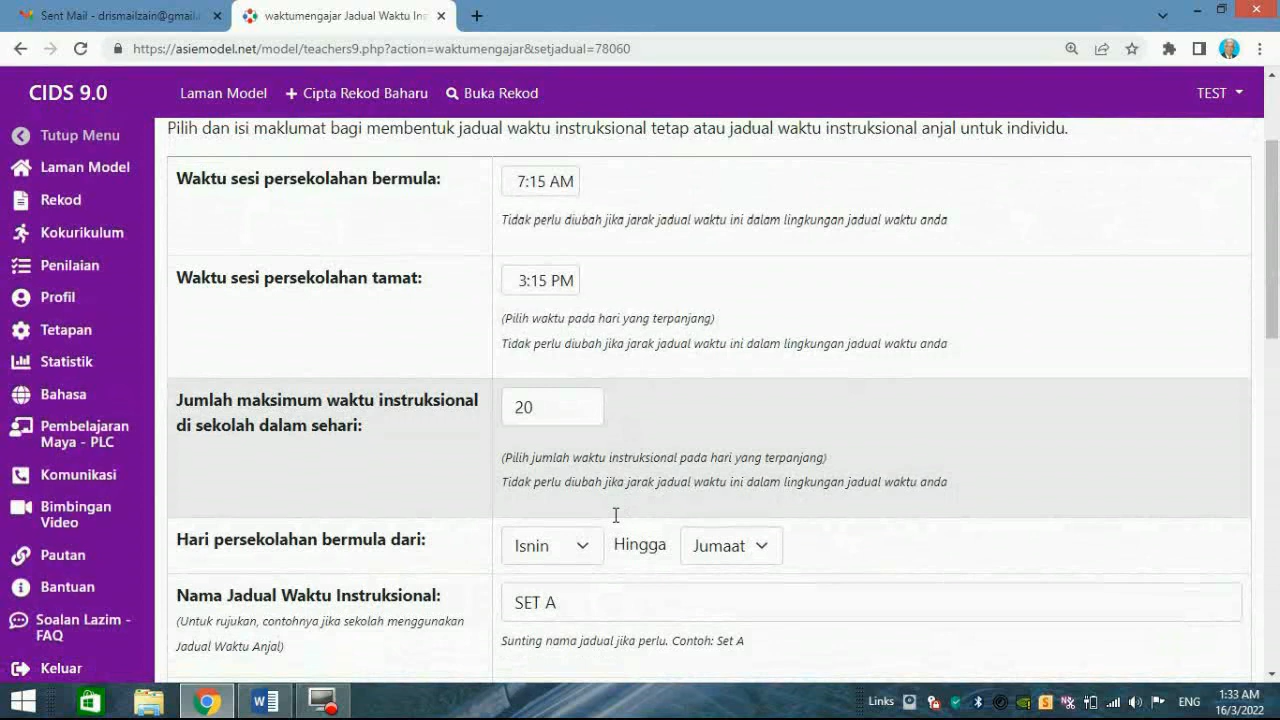 Sent Mail - drismailzain@gmail
waktumengajar Jadual Waktu Ins
https://asiemodel.net/model/teachers9.php?action=waktumengajar&setjadual=78060
CIDS 9.0
Laman Model
Cipta Rekod Baharu
Buka Rekod
TEST
Tutup Menu
Laman Model
Rekod
Kokurikulum
Penilaian
Profil
Tetapan
Statistik
Bahasa
Pembelajaran
Maya - PLC
Komunikasi
Bimbingan
Video
Pautan
Bantuan
Soalan Lazim -
FAQ
Keluar
Pilih dan isi maklumat bagi membentuk jadual waktu instruksional tetap atau jadual waktu instruksional anjal untuk individu.
Waktu sesi persekolahan bermula:
7:15 AM
Tidak perlu diubah jika jarak jadual waktu ini dalam lingkungan jadual waktu anda
Waktu sesi persekolahan tamat:
3:15 PM
(Pilih waktu pada hari yang terpanjang)
Tidak perlu diubah jika jarak jadual waktu ini dalam lingkungan jadual waktu anda
Jumlah maksimum waktu instruksional
di sekolah dalam sehari:
20
(Pilih jumlah waktu instruksional pada hari yang terpanjang)
Tidak perlu diubah jika jarak jadual waktu ini dalam lingkungan jadual waktu anda
Hari persekolahan bermula dari:
Isnin Hingga Jumaat
Nama Jadual Waktu Instruksional:
(Untuk rujukan, contohnya jika sekolah menggunakan
Jadual Waktu Anjal)
SET A
Sunting nama jadual jika perlu. Contoh: Set A
Links
ENG
1:33 AM
16/3/2022